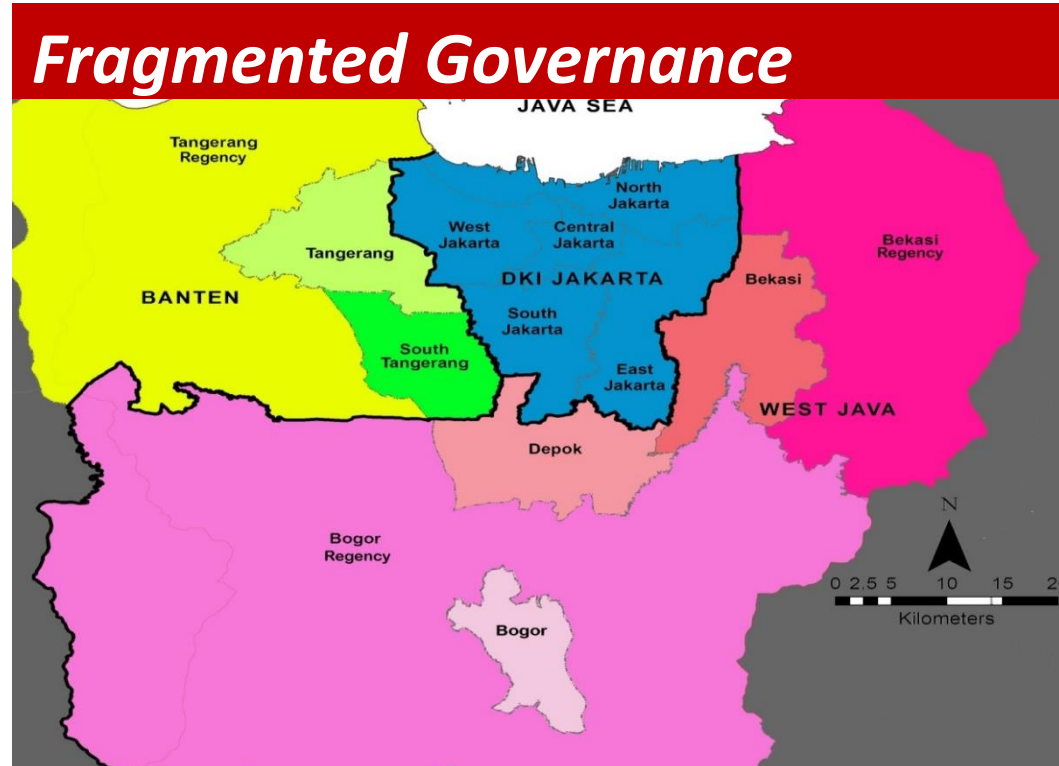 Fragmented Governance
JAVA SEA
Tangerang
Regency
North
Jakarta
West
Jakarta
Central
Jakarta
Bekasi
Regency
Tangerang
DKI JAKARTA
Bekasi
BANTEN
South
Jakarta
South
Tangerang
East
Jakarta
WEST JAVA
Depok
N
Bogor
Regency
0 2.5 5 10 15 2
Kilometers
Bogor